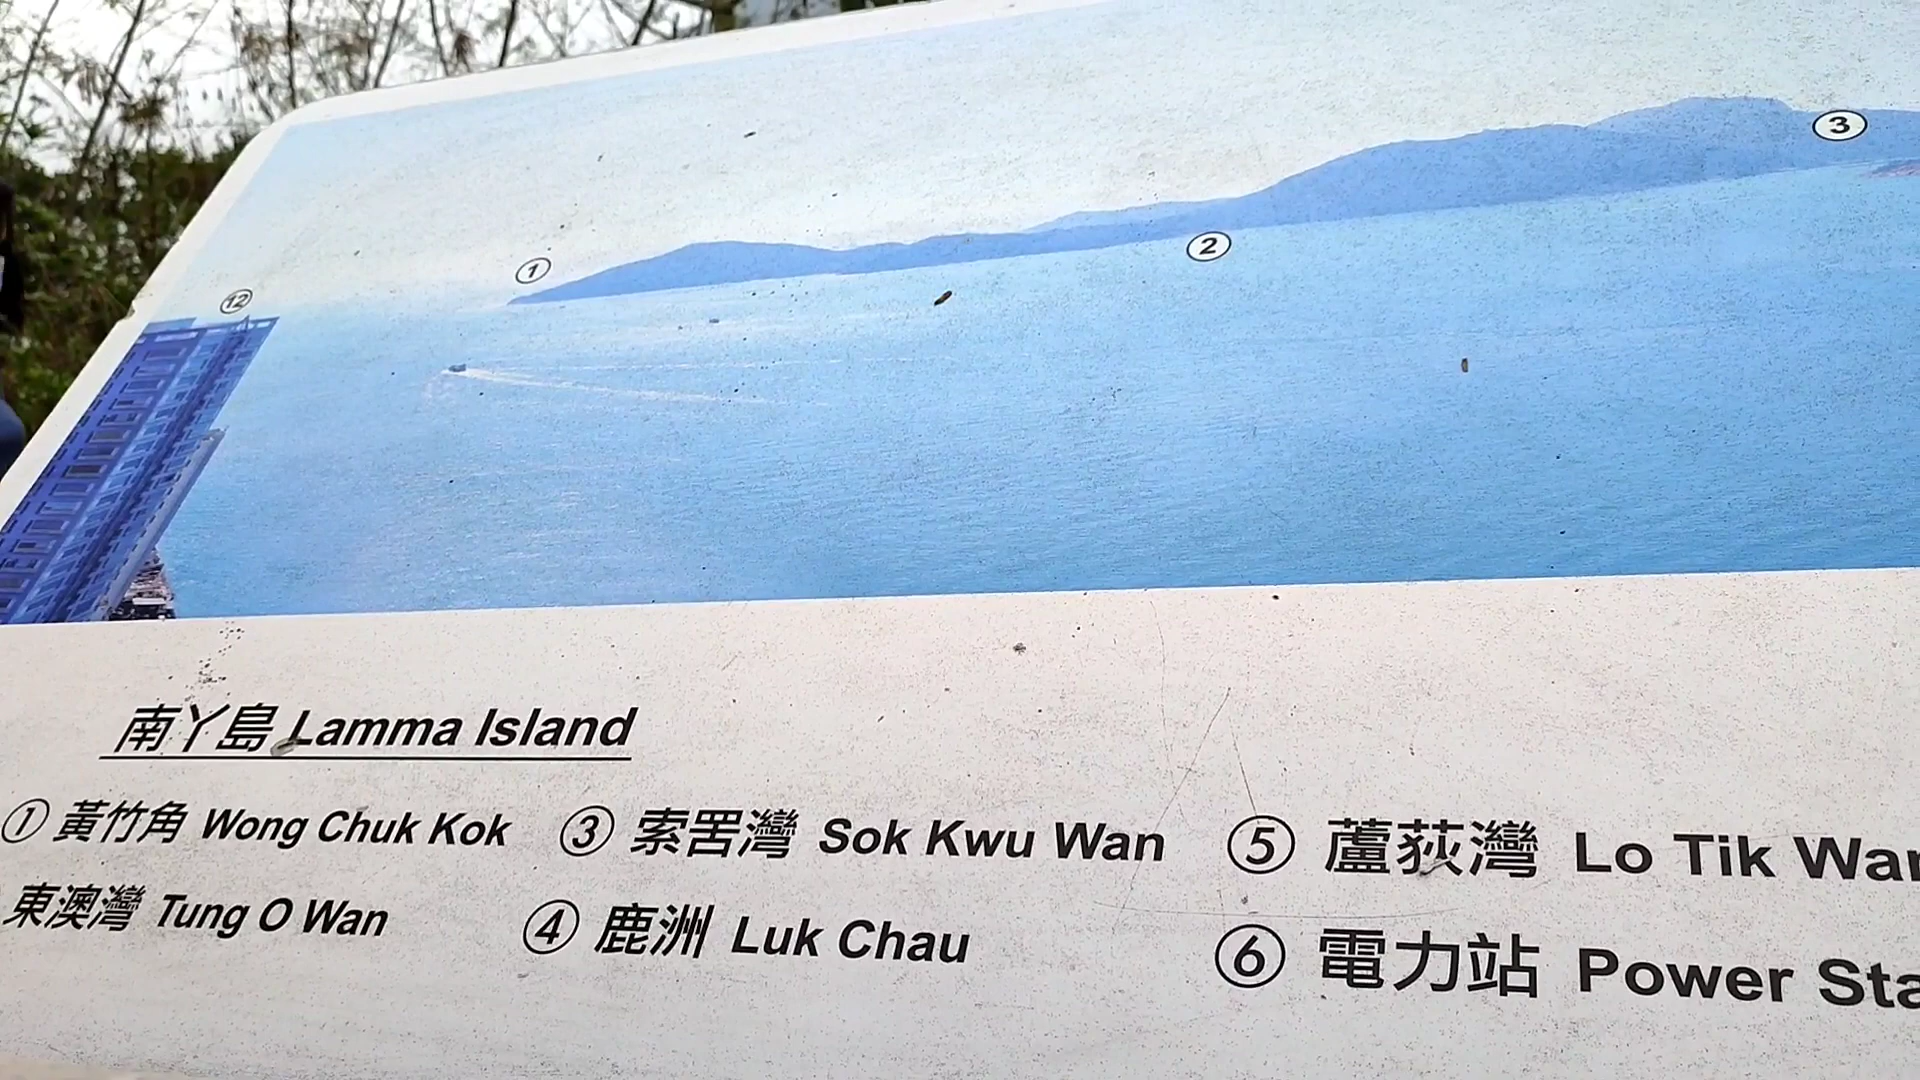 ③
②
①
⑫
南丫島 Lamma Island
① 黃竹角 Wong Chuk Kok ③ 索罟灣 Sok Kwu Wan ⑤ 蘆荻灣 Lo Tik Wan
東澳灣 Tung O Wan ④ 鹿洲 Luk Chau ⑥ 電力站 Power Sta